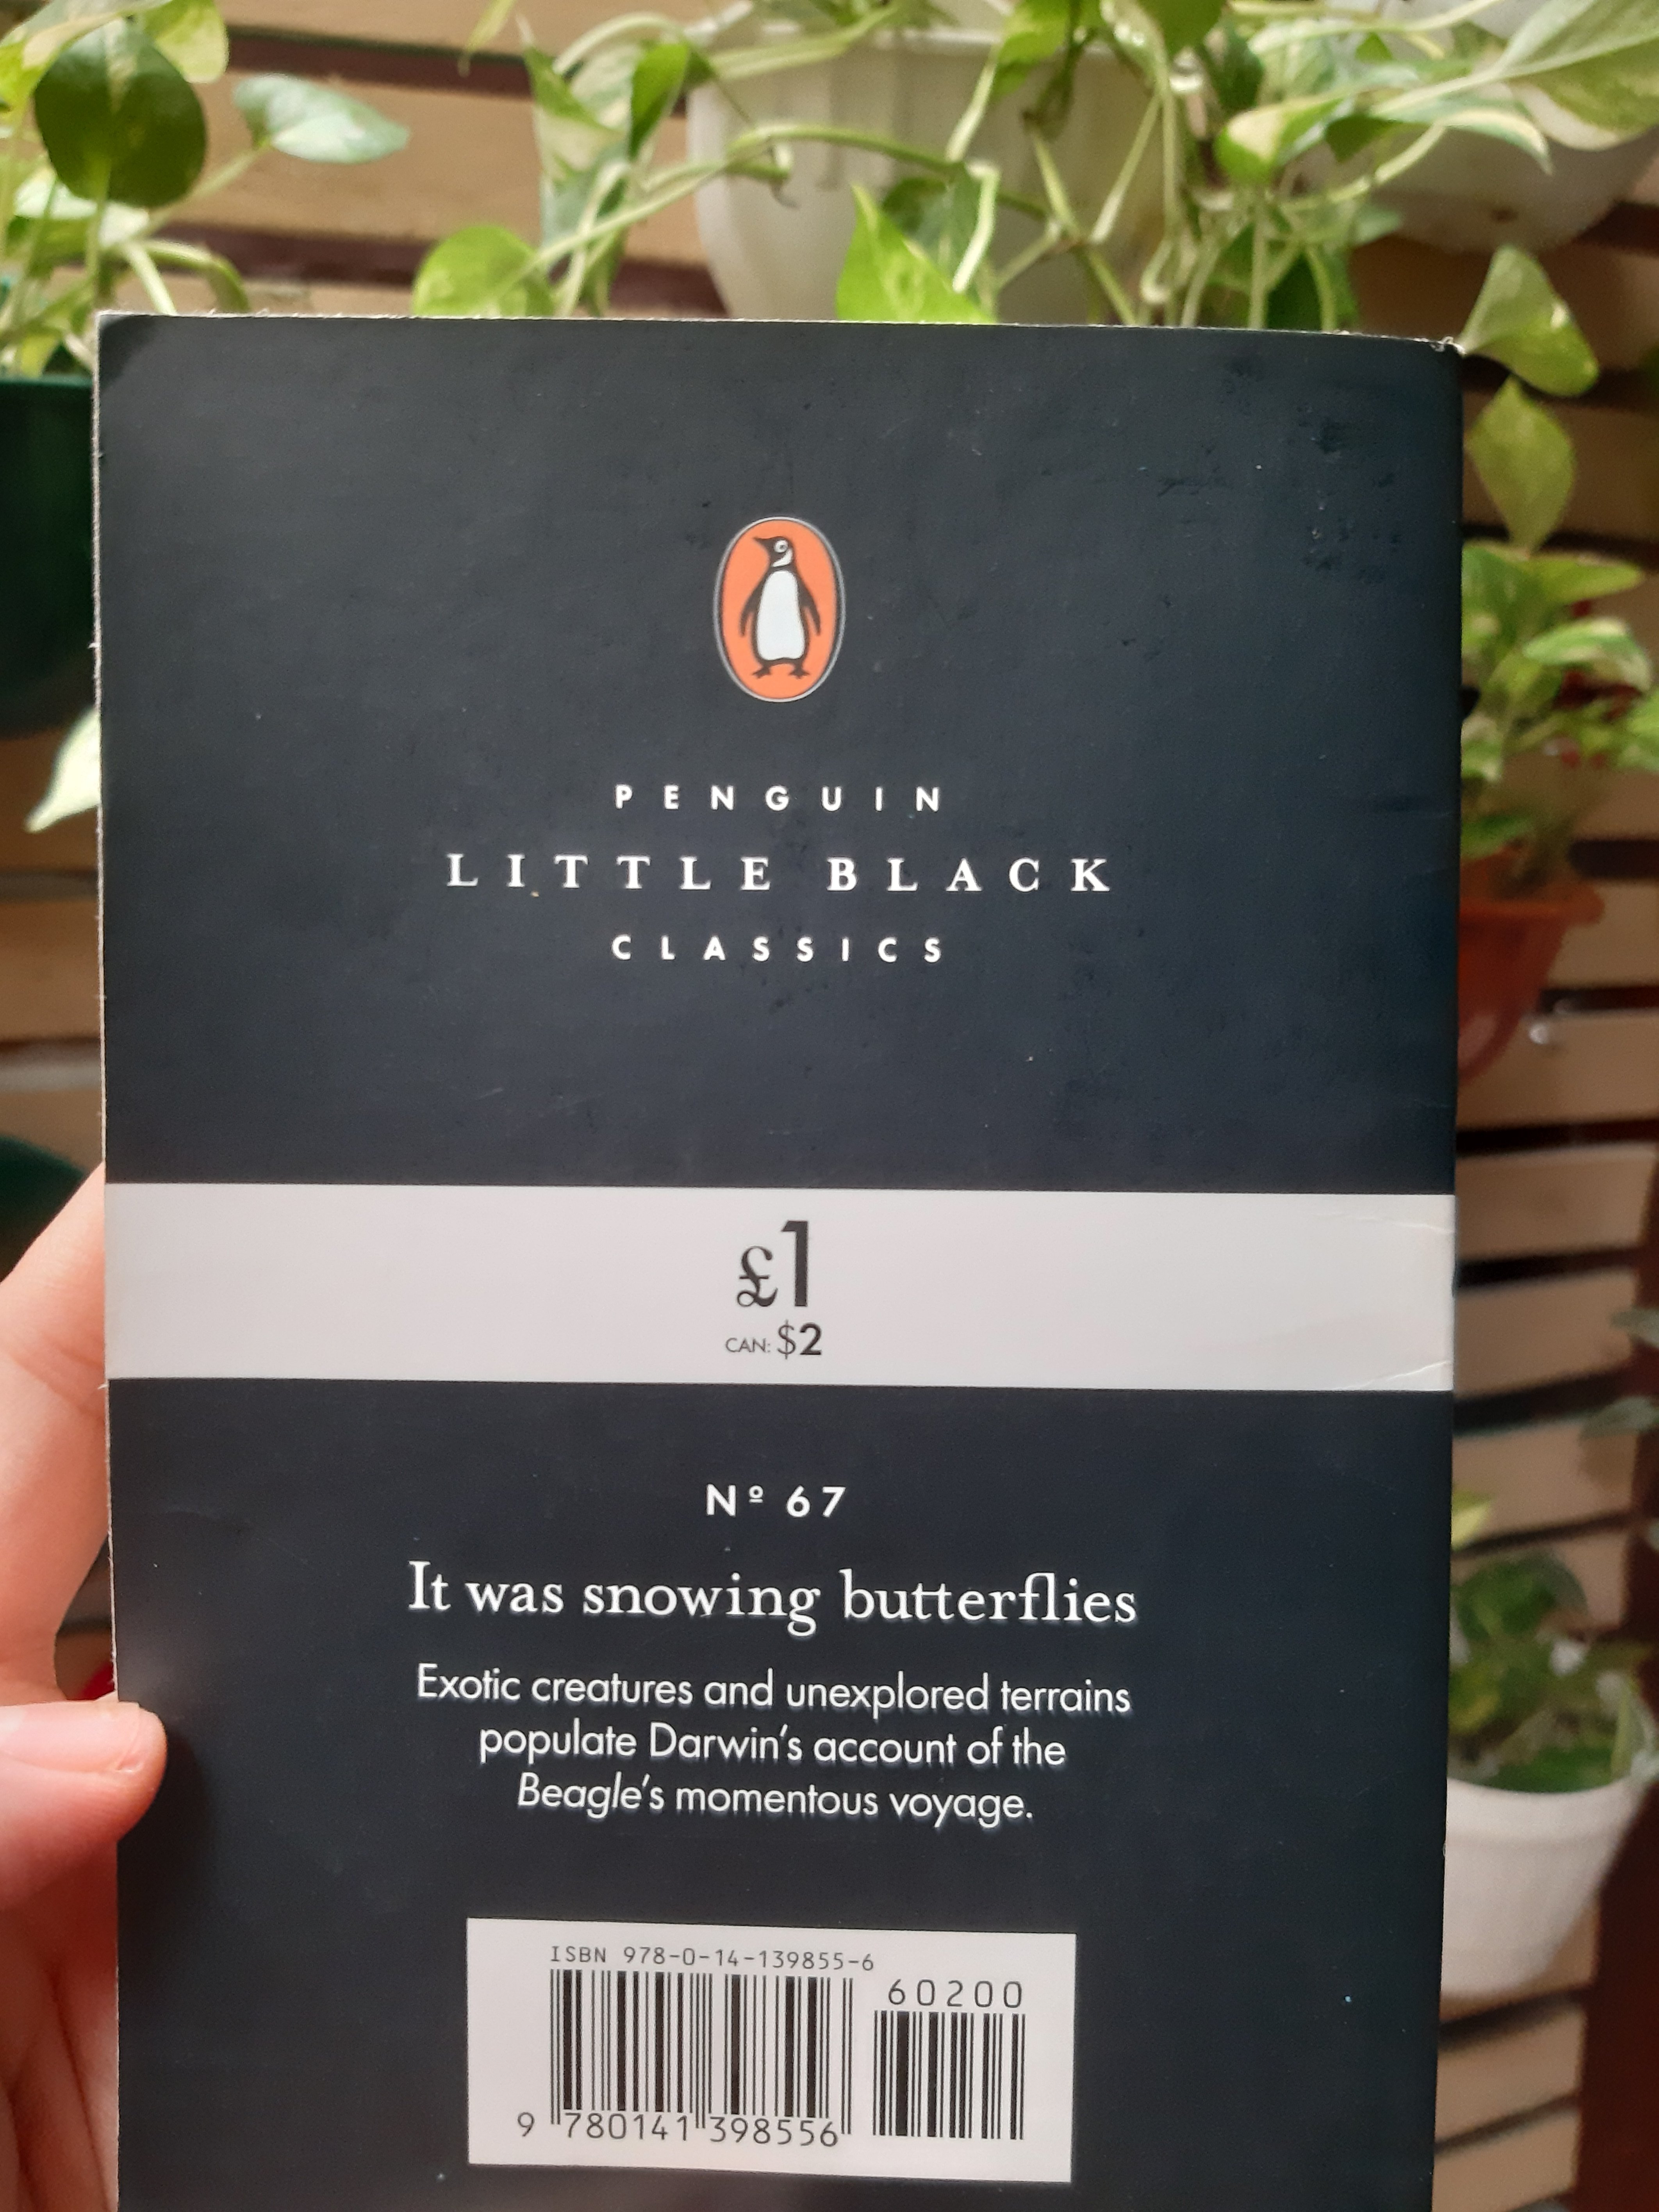 PENGUIN
LITTLE BLACK
CLASSICS
£1
CAN: $2
Nº 67
It was snowing butterflies
Exotic creatures and unexplored terrains
populate Darwin's account of the
Beagle's momentous voyage.
ISBN 978-0-14-139855-6
60200
9 780141 398556